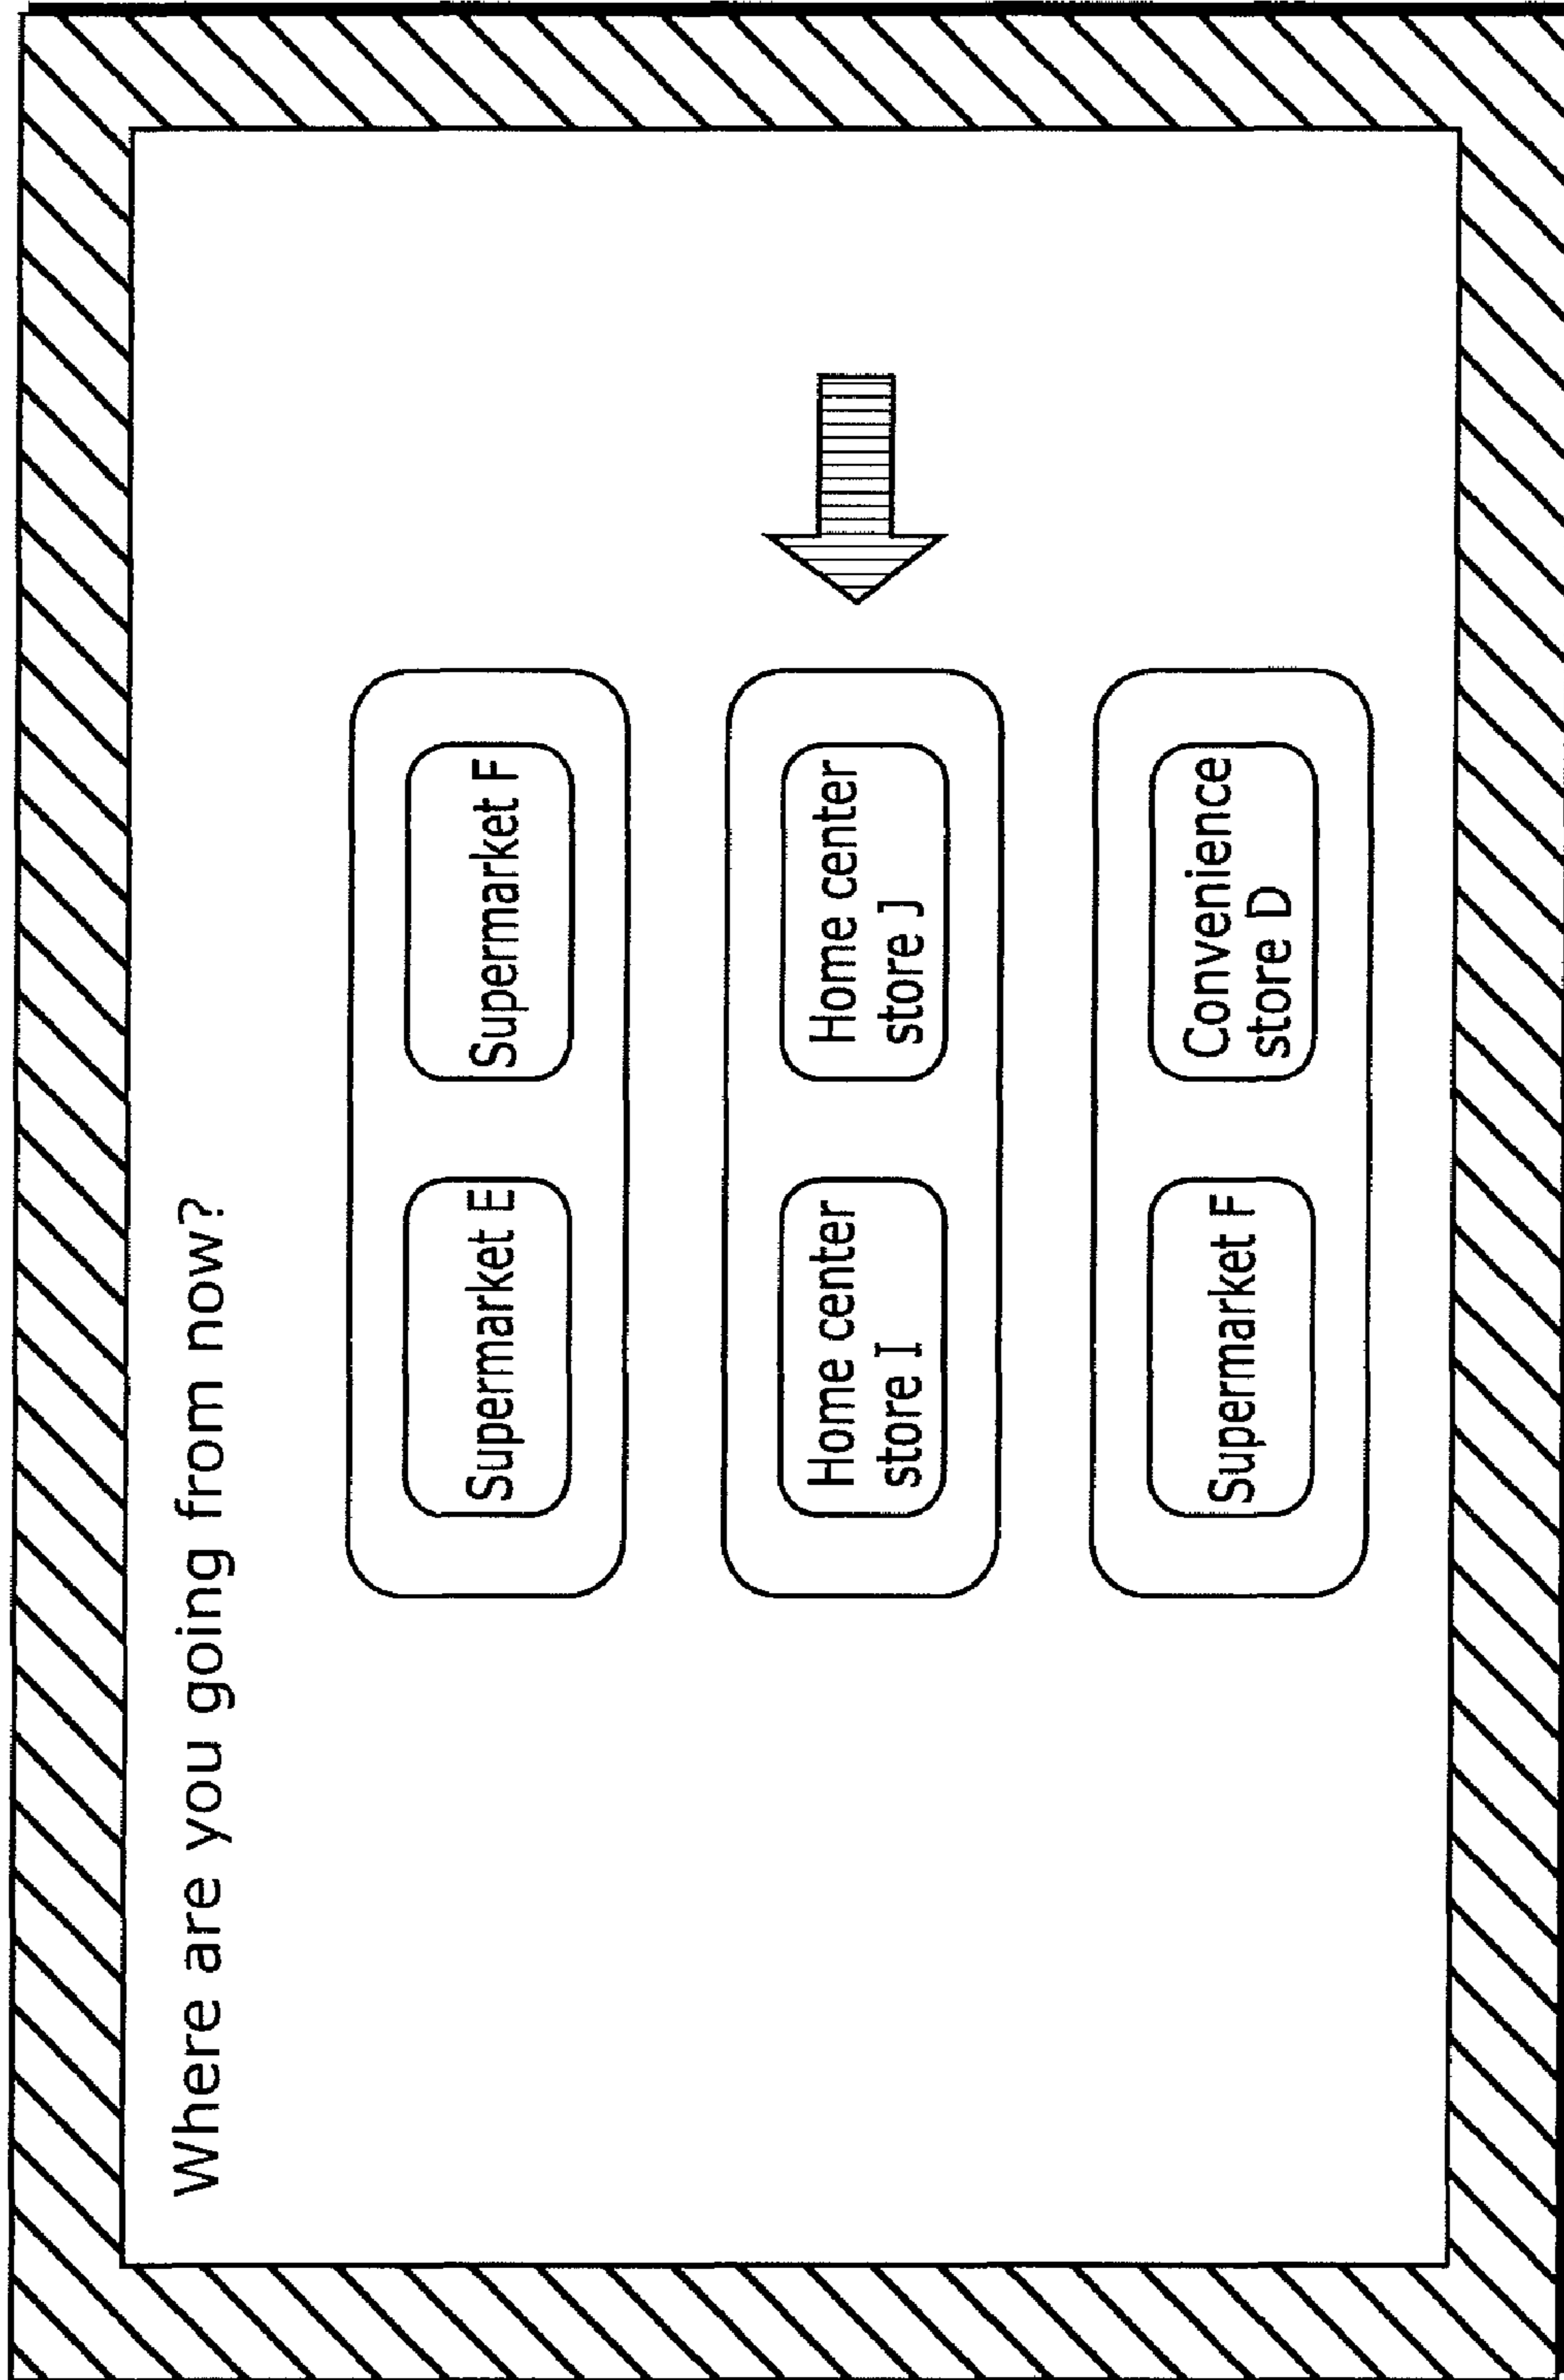 Where are you going from now?
Supermarket E
Supermarket F
Home center
store I
Home center
store J
Supermarket F
Convenience
store D